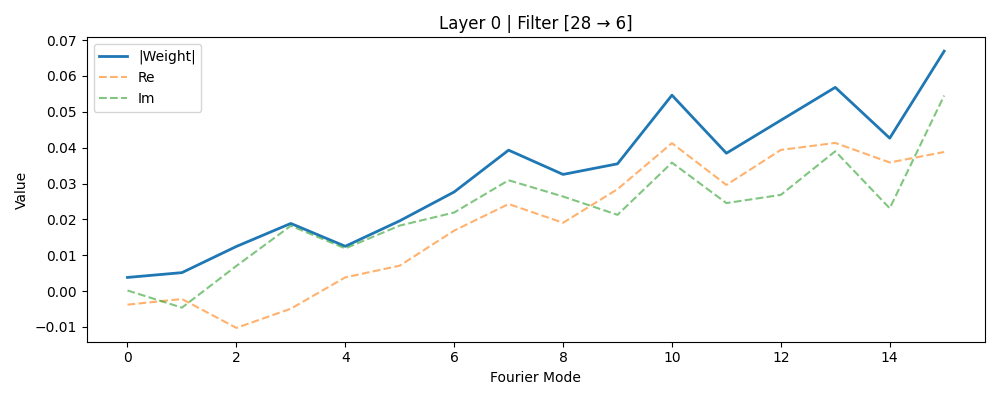 Layer 0 | Filter [28 → 6]
|Weight|
Re
Im
Value
0.07
0.06
0.05
0.04
0.03
0.02
0.01
0.00
−0.01
0 2 4 6 8 10 12 14
Fourier Mode